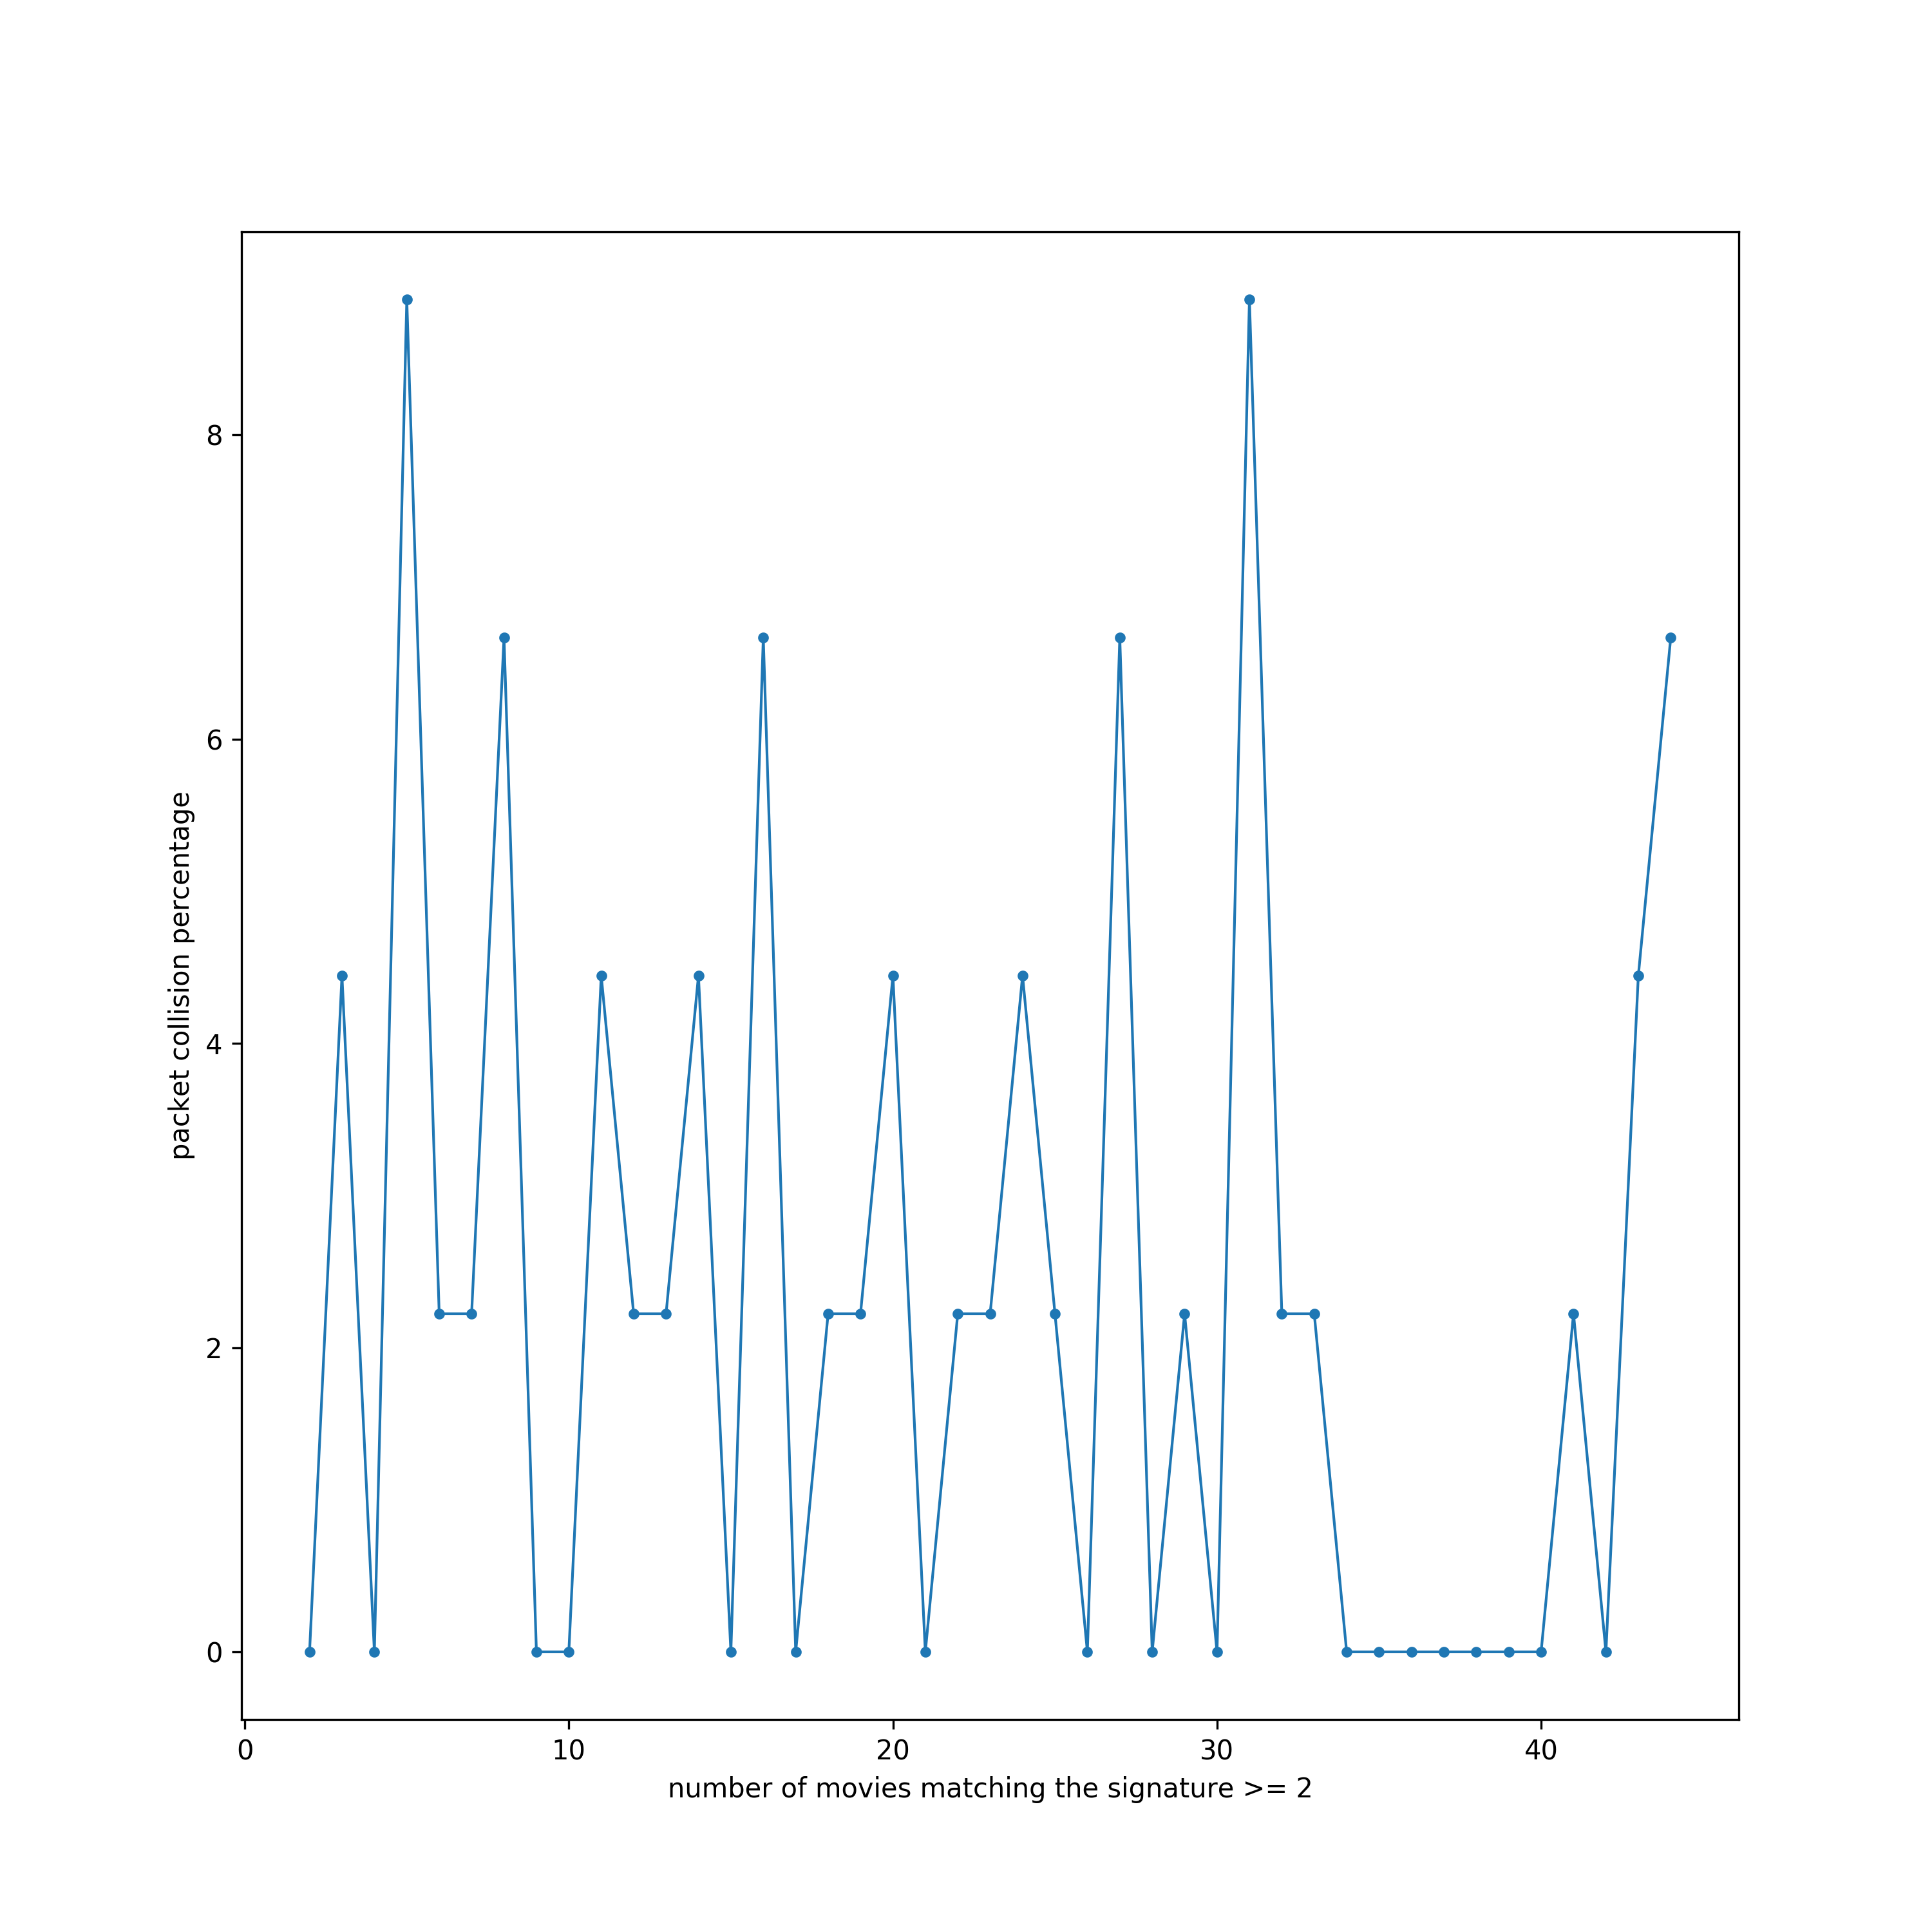 8
6
4
2
0
packet collision percentage
0 10 20 30 40
number of movies matching the signature >= 2